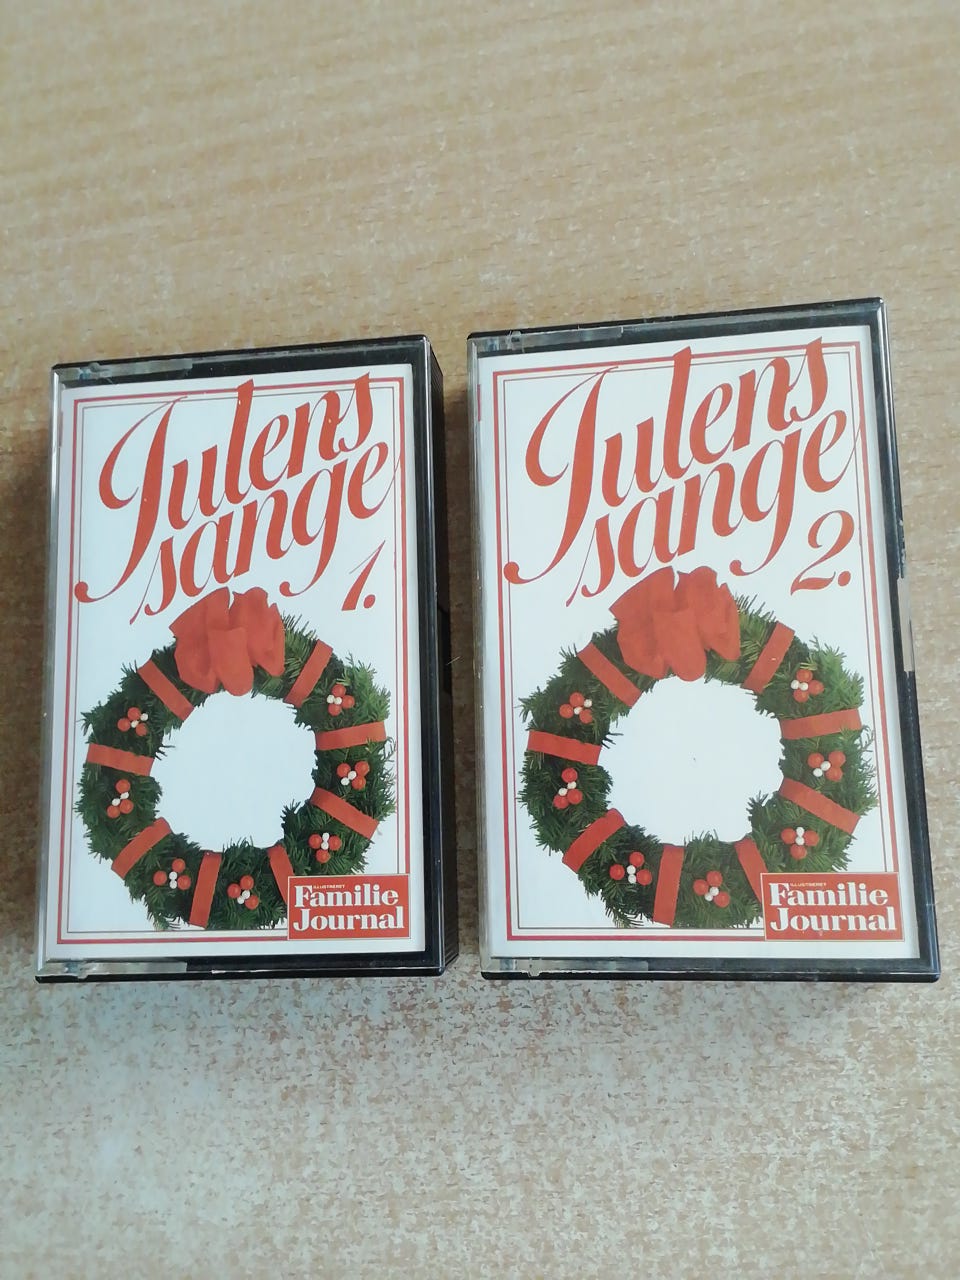 Julens
sange
1.
ILLUSTRERET
Familie
Journal
Julens
sange
2.
ILLUSTRERET
Familie
Journal